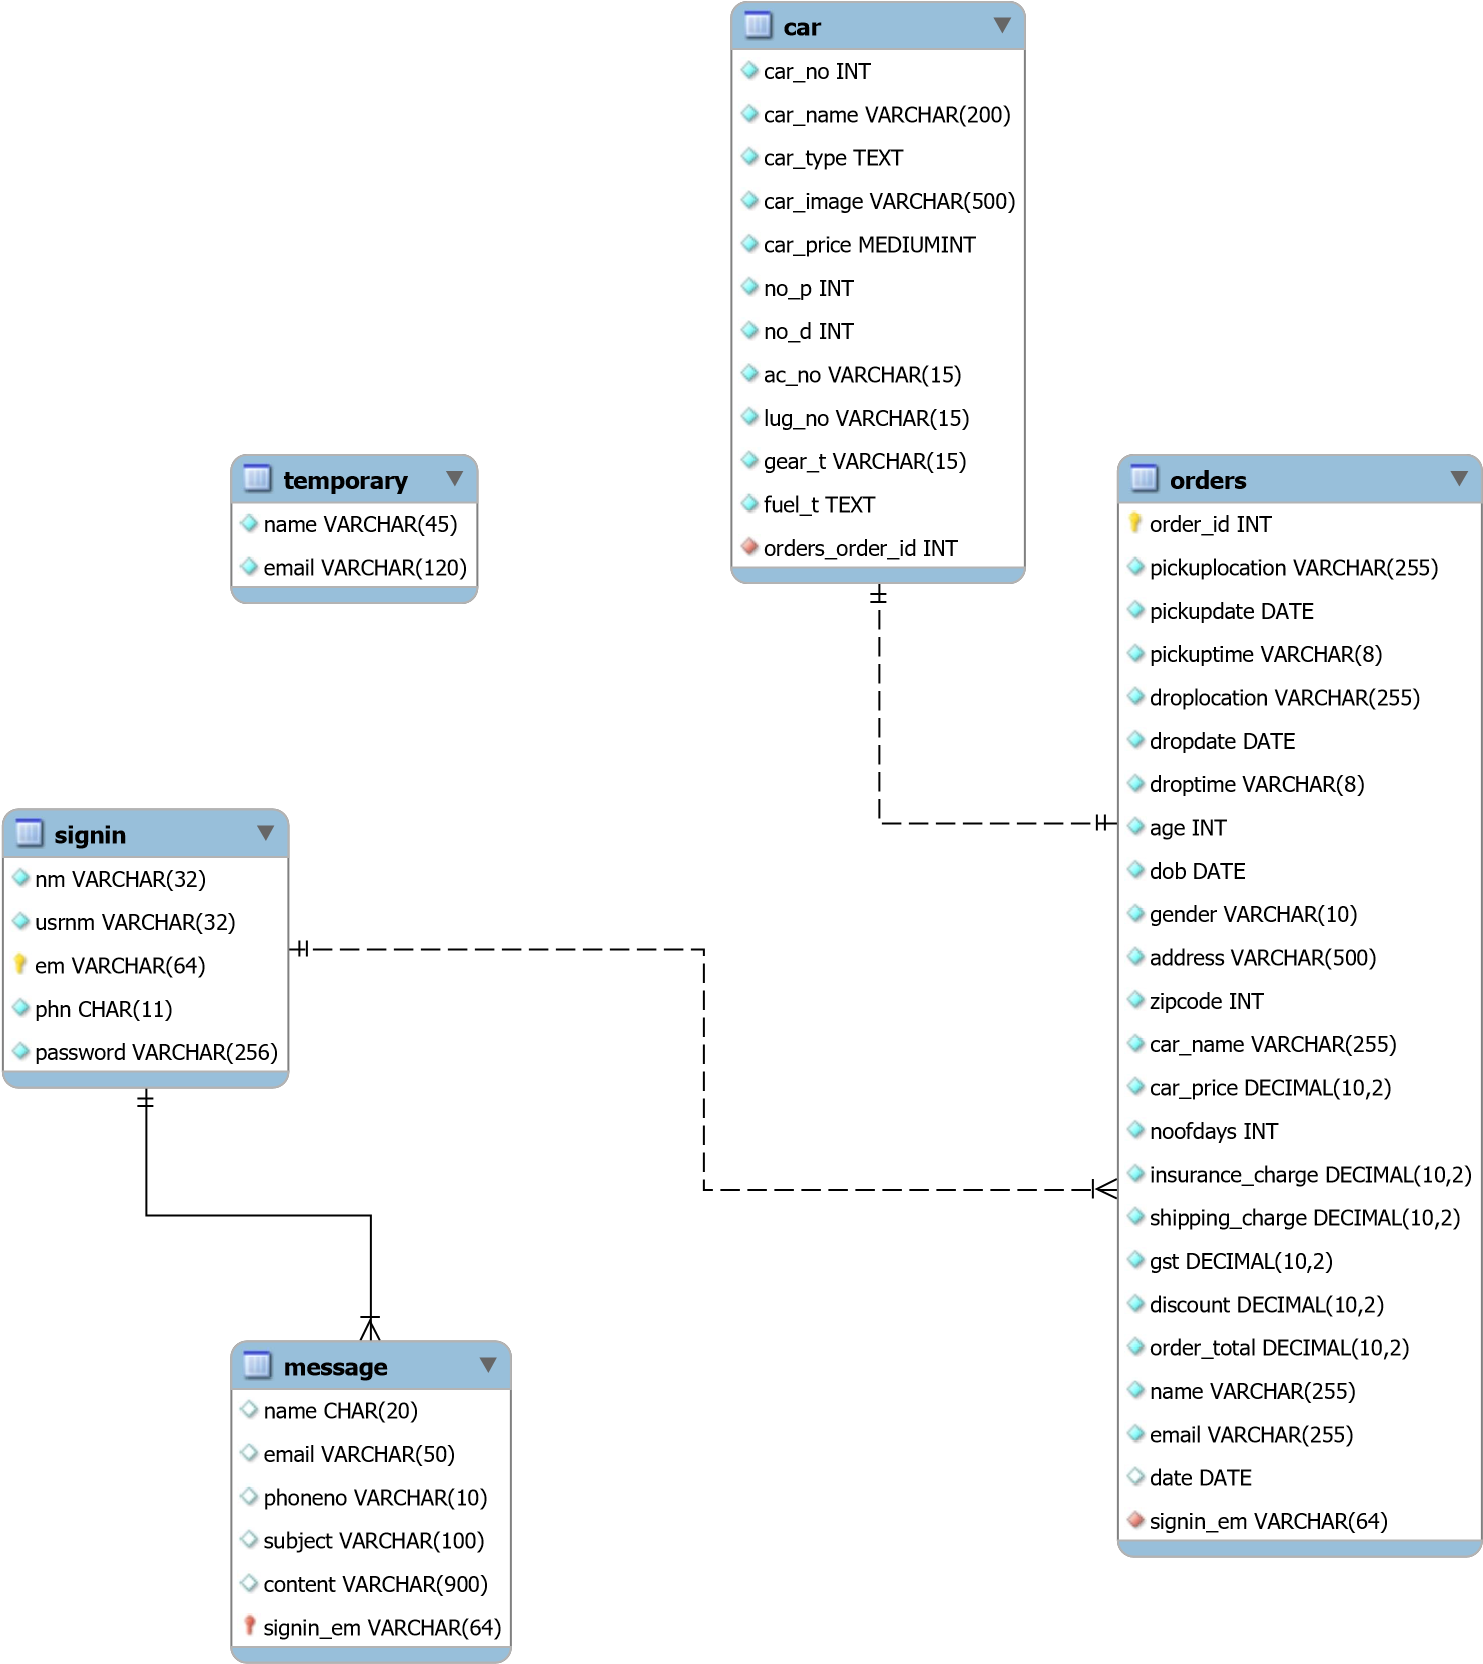 car
car_no INT
car_name VARCHAR(200)
car_type TEXT
car_image VARCHAR(500)
car_price MEDIUMINT
no_p INT
no_d INT
ac_no VARCHAR(15)
lug_no VARCHAR(15)
gear_t VARCHAR(15)
fuel_t TEXT
orders_order_id INT
temporary
name VARCHAR(45)
email VARCHAR(120)
orders
order_id INT
pickuplocation VARCHAR(255)
pickupdate DATE
pickuptime VARCHAR(8)
droplocation VARCHAR(255)
dropdate DATE
droptime VARCHAR(8)
age INT
dob DATE
gender VARCHAR(10)
address VARCHAR(500)
zipcode INT
car_name VARCHAR(255)
car_price DECIMAL(10,2)
noofdays INT
insurance_charge DECIMAL(10,2)
shipping_charge DECIMAL(10,2)
gst DECIMAL(10,2)
discount DECIMAL(10,2)
order_total DECIMAL(10,2)
name VARCHAR(255)
email VARCHAR(255)
date DATE
signin_em VARCHAR(64)
signin
nm VARCHAR(32)
usrnm VARCHAR(32)
em VARCHAR(64)
phn CHAR(11)
password VARCHAR(256)
message
name CHAR(20)
email VARCHAR(50)
phoneno VARCHAR(10)
subject VARCHAR(100)
content VARCHAR(900)
signin_em VARCHAR(64)